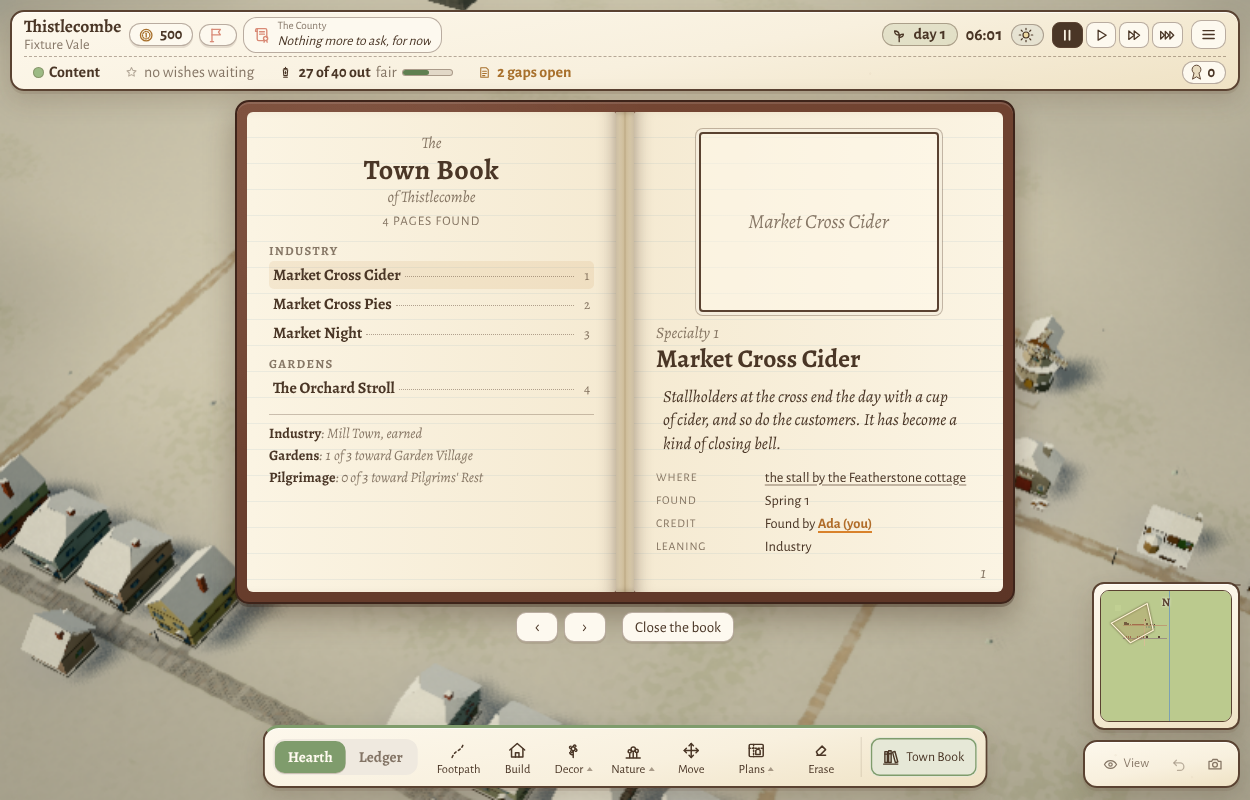 Thistlecombe
Fixture Vale
500
The County
Nothing more to ask, for now
day 1
06:01
Content
no wishes waiting
27 of 40 out fair
2 gaps open
0
The
Town Book
of Thistlecombe
4 PAGES FOUND
INDUSTRY
Market Cross Cider 1
Market Cross Pies 2
Market Night 3
GARDENS
The Orchard Stroll 4
Industry: Mill Town, earned
Gardens: 1 of 3 toward Garden Village
Pilgrimage: 0 of 3 toward Pilgrims' Rest
Market Cross Cider
Specialty 1
Market Cross Cider
Stallholders at the cross end the day with a cup
of cider, and so do the customers. It has become a
kind of closing bell.
WHERE the stall by the Featherstone cottage
FOUND Spring 1
CREDIT Found by Ada (you)
LEANING Industry
1
‹ › Close the book
N
Hearth
Ledger
Footpath
Build
Decor
Nature
Move
Plans
Erase
Town Book
View